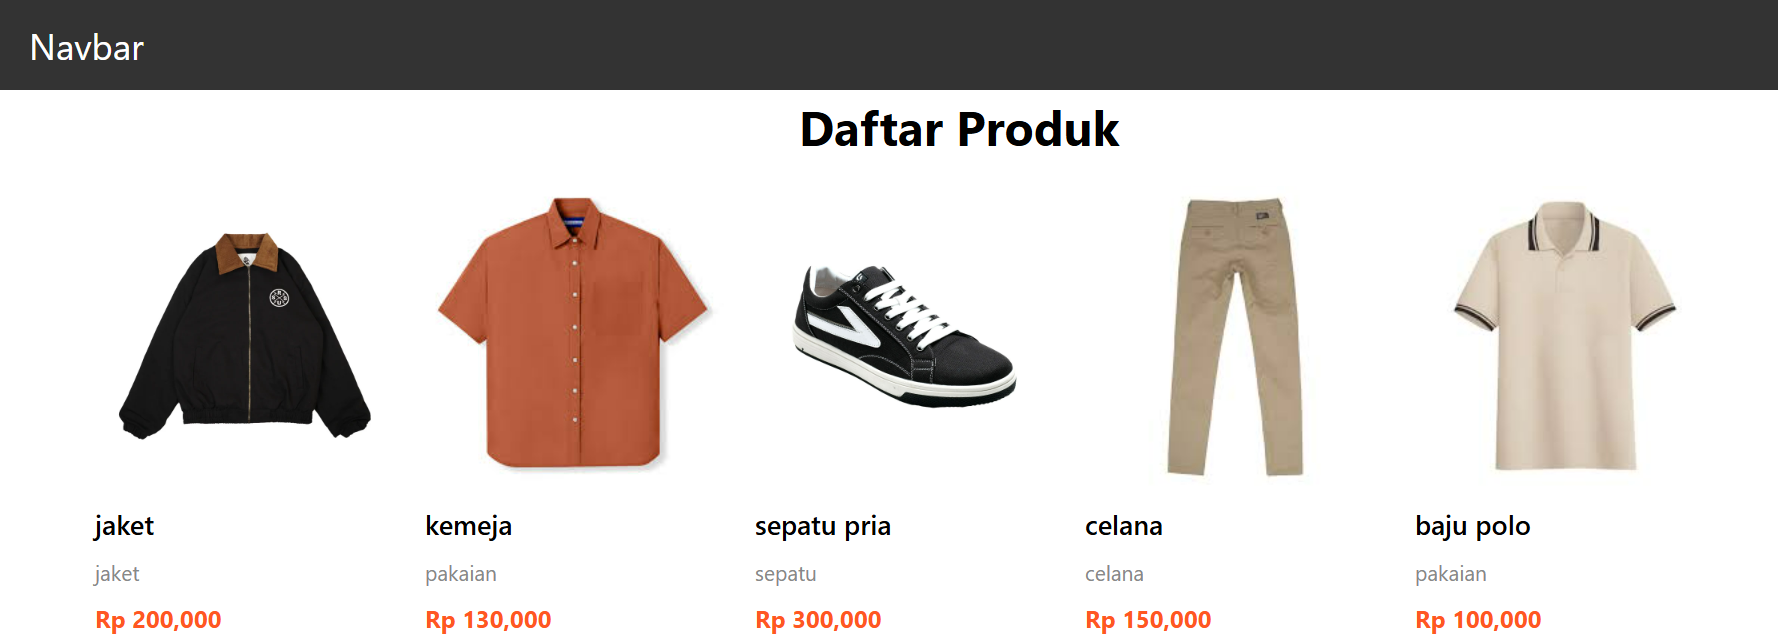 Navbar
Daftar Produk
jaket
jaket
Rp 200,000
kemeja
pakaian
Rp 130,000
sepatu pria
sepatu
Rp 300,000
celana
celana
Rp 150,000
baju polo
pakaian
Rp 100,000